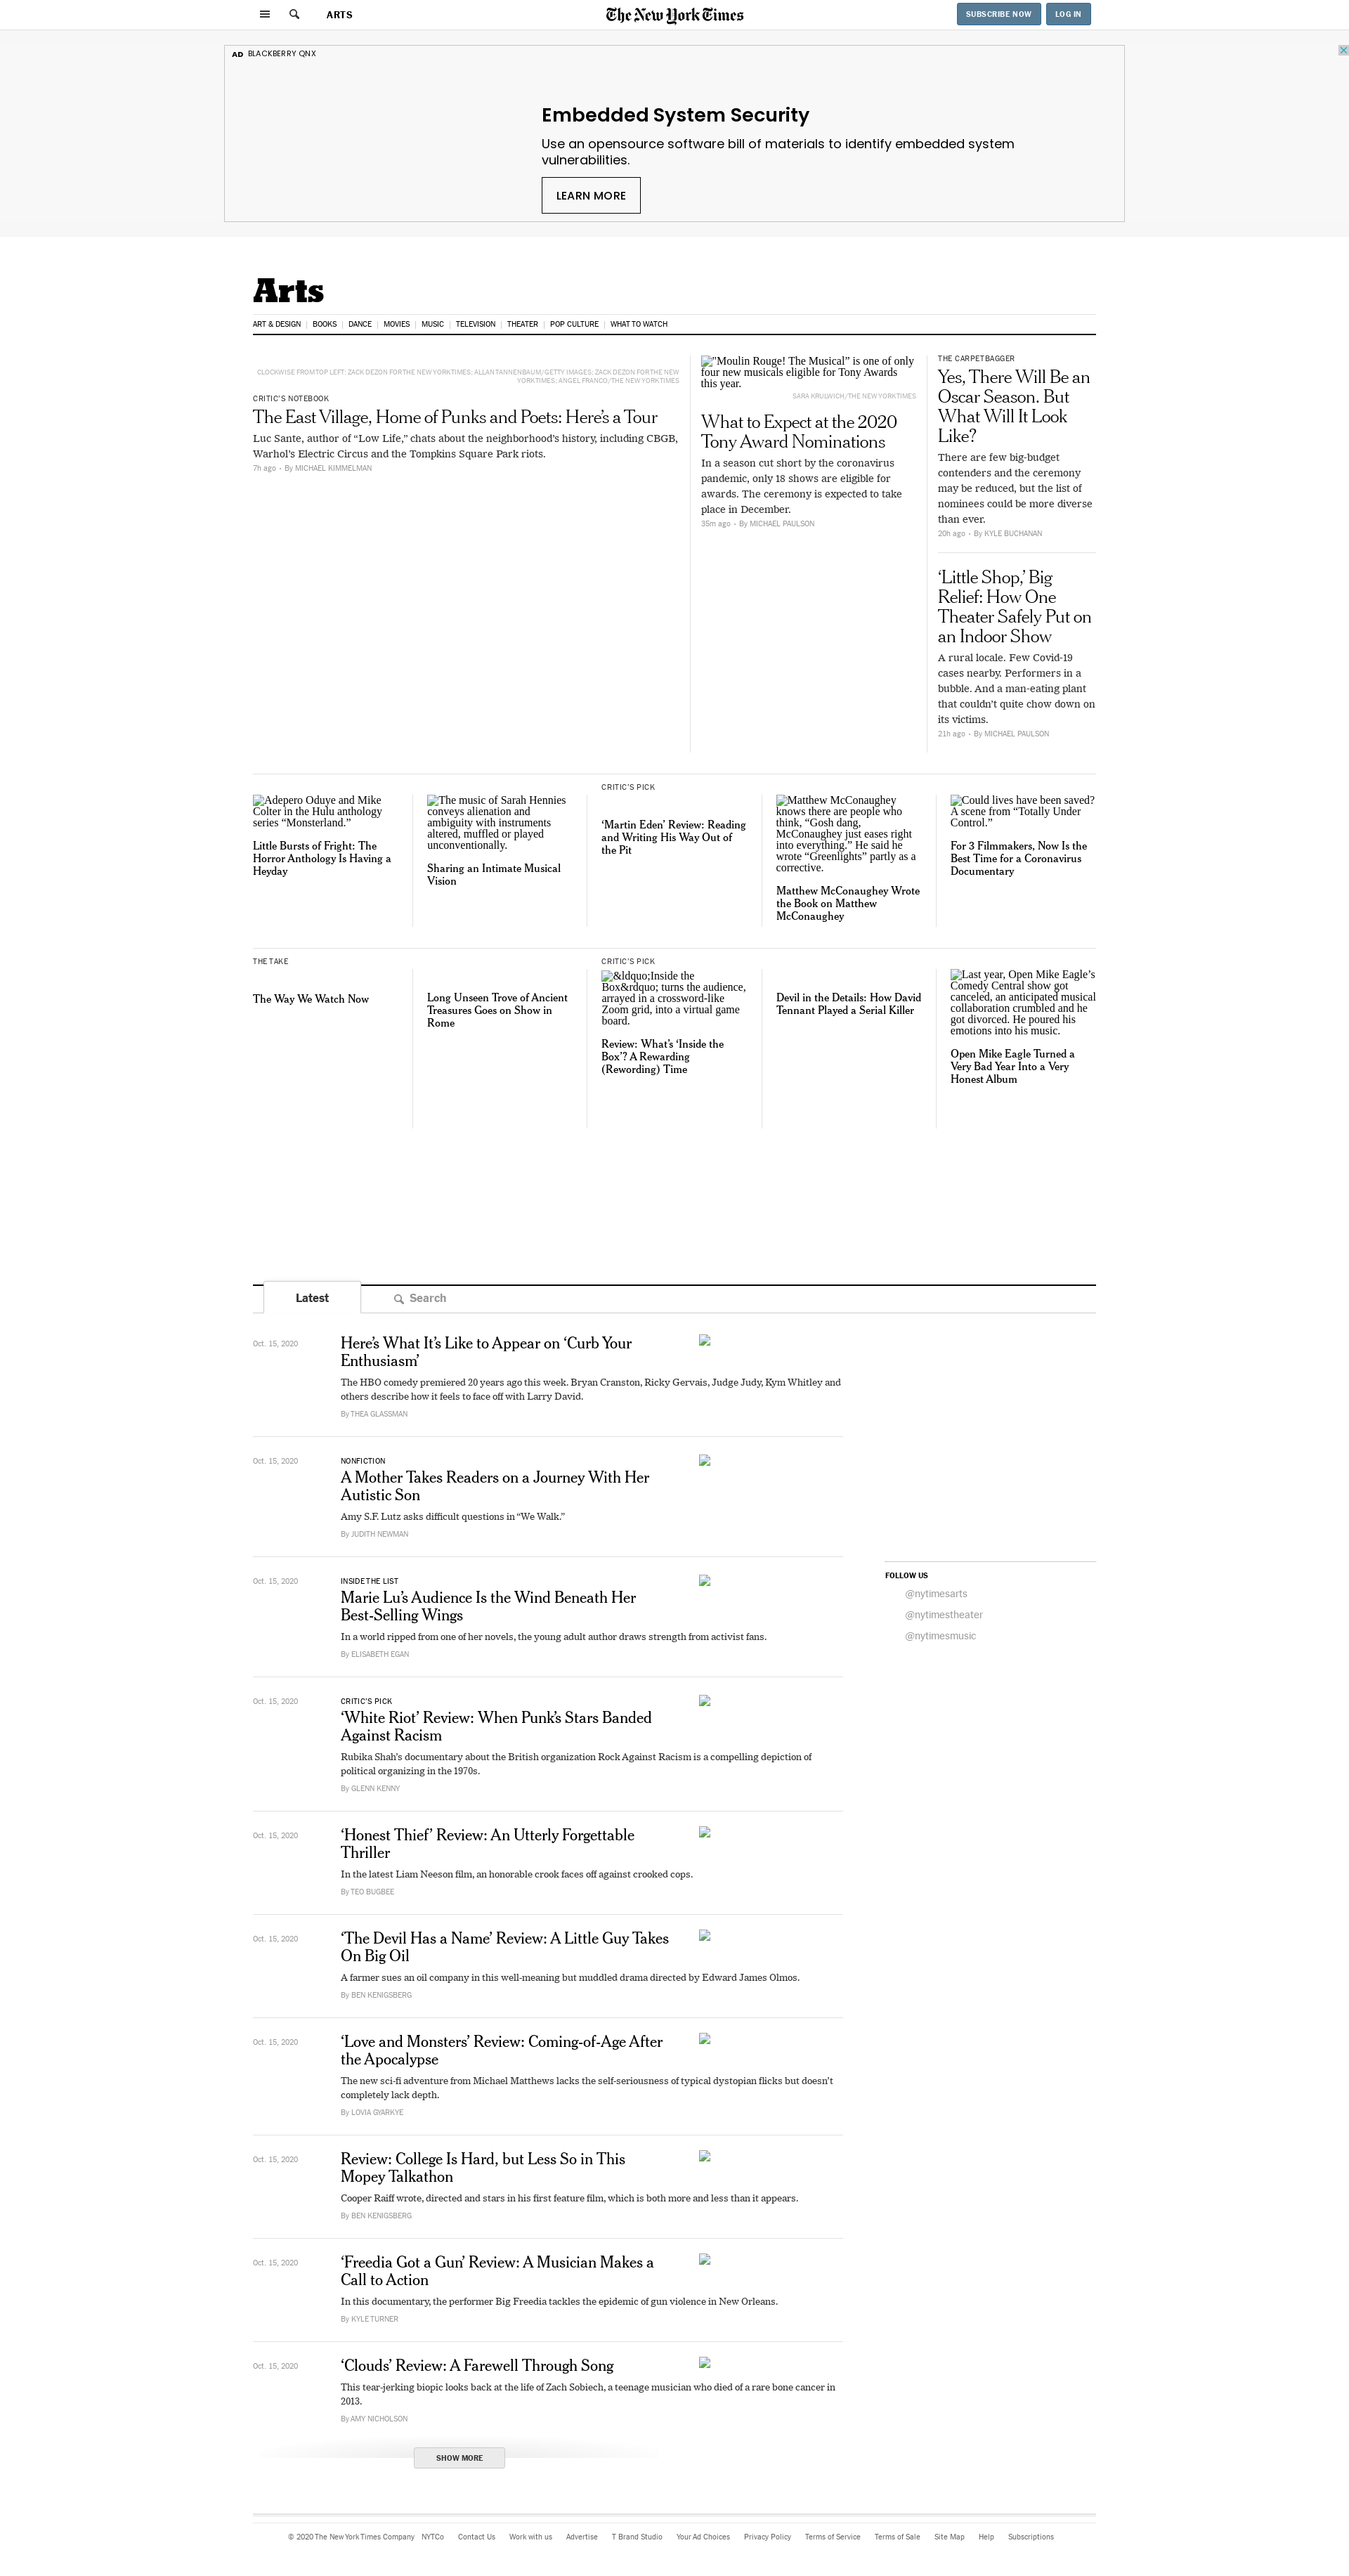 ARTS
The New York Times
SUBSCRIBE NOW
LOG IN
AD BLACKBERRY QNX
Embedded System Security
Use an opensource software bill of materials to identify embedded system
vulnerabilities.
LEARN MORE
Arts
ART & DESIGN
BOOKS
DANCE
MOVIES
MUSIC
TELEVISION
THEATER
POP CULTURE
WHAT TO WATCH
CLOCKWISE FROM TOP LEFT: ZACK DEZON FOR THE NEW YORK TIMES; ALLAN TANNENBAUM/GETTY IMAGES; ZACK DEZON FOR THE NEW
YORK TIMES; ANGEL FRANCO/THE NEW YORK TIMES
CRITIC'S NOTEBOOK
The East Village, Home of Punks and Poets: Here’s a Tour
Luc Sante, author of “Low Life,” chats about the neighborhood’s history, including CBGB,
Warhol’s Electric Circus and the Tompkins Square Park riots.
7h ago • By MICHAEL KIMMELMAN
"Moulin Rouge! The Musical” is one of only
four new musicals eligible for Tony Awards
this year.
SARA KRULWICH/THE NEW YORK TIMES
What to Expect at the 2020
Tony Award Nominations
In a season cut short by the coronavirus
pandemic, only 18 shows are eligible for
awards. The ceremony is expected to take
place in December.
35m ago • By MICHAEL PAULSON
THE CARPETBAGGER
Yes, There Will Be an
Oscar Season. But
What Will It Look
Like?
There are few big-budget
contenders and the ceremony
may be reduced, but the list of
nominees could be more diverse
than ever.
20h ago • By KYLE BUCHANAN
‘Little Shop,’ Big
Relief: How One
Theater Safely Put on
an Indoor Show
A rural locale. Few Covid-19
cases nearby. Performers in a
bubble. And a man-eating plant
that couldn’t quite chow down on
its victims.
21h ago • By MICHAEL PAULSON
Adepero Oduye and Mike
Colter in the Hulu anthology
series “Monsterland.”
Little Bursts of Fright: The
Horror Anthology Is Having a
Heyday
The music of Sarah Hennies
conveys alienation and
ambiguity with instruments
altered, muffled or played
unconventionally.
Sharing an Intimate Musical
Vision
CRITIC'S PICK
‘Martin Eden’ Review: Reading
and Writing His Way Out of
the Pit
Matthew McConaughey
knows there are people who
think, “Gosh dang,
McConaughey just eases right
into everything.” He said he
wrote “Greenlights” partly as a
corrective.
Matthew McConaughey Wrote
the Book on Matthew
McConaughey
Could lives have been saved?
A scene from “Totally Under
Control.”
For 3 Filmmakers, Now Is the
Best Time for a Coronavirus
Documentary
THE TAKE
The Way We Watch Now
Long Unseen Trove of Ancient
Treasures Goes on Show in
Rome
CRITIC'S PICK
&ldquo;Inside the
Box&rdquo; turns the audience,
arrayed in a crossword-like
Zoom grid, into a virtual game
board.
Review: What’s ‘Inside the
Box’? A Rewarding
(Rewording) Time
Devil in the Details: How David
Tennant Played a Serial Killer
Last year, Open Mike Eagle’s
Comedy Central show got
canceled, an anticipated musical
collaboration crumbled and he
got divorced. He poured his
emotions into his music.
Open Mike Eagle Turned a
Very Bad Year Into a Very
Honest Album
Latest
Search
Oct. 15, 2020
Here’s What It’s Like to Appear on ‘Curb Your
Enthusiasm’
The HBO comedy premiered 20 years ago this week. Bryan Cranston, Ricky Gervais, Judge Judy, Kym Whitley and
others describe how it feels to face off with Larry David.
By THEA GLASSMAN
Oct. 15, 2020
NONFICTION
A Mother Takes Readers on a Journey With Her
Autistic Son
Amy S.F. Lutz asks difficult questions in “We Walk.”
By JUDITH NEWMAN
Oct. 15, 2020
INSIDE THE LIST
Marie Lu’s Audience Is the Wind Beneath Her
Best-Selling Wings
In a world ripped from one of her novels, the young adult author draws strength from activist fans.
By ELISABETH EGAN
FOLLOW US
@nytimesarts
@nytimestheater
@nytimesmusic
Oct. 15, 2020
CRITIC'S PICK
‘White Riot’ Review: When Punk’s Stars Banded
Against Racism
Rubika Shah’s documentary about the British organization Rock Against Racism is a compelling depiction of
political organizing in the 1970s.
By GLENN KENNY
Oct. 15, 2020
‘Honest Thief’ Review: An Utterly Forgettable
Thriller
In the latest Liam Neeson film, an honorable crook faces off against crooked cops.
By TEO BUGBEE
Oct. 15, 2020
‘The Devil Has a Name’ Review: A Little Guy Takes
On Big Oil
A farmer sues an oil company in this well-meaning but muddled drama directed by Edward James Olmos.
By BEN KENIGSBERG
Oct. 15, 2020
‘Love and Monsters’ Review: Coming-of-Age After
the Apocalypse
The new sci-fi adventure from Michael Matthews lacks the self-seriousness of typical dystopian flicks but doesn’t
completely lack depth.
By LOVIA GYARKYE
Oct. 15, 2020
Review: College Is Hard, but Less So in This
Mopey Talkathon
Cooper Raiff wrote, directed and stars in his first feature film, which is both more and less than it appears.
By BEN KENIGSBERG
Oct. 15, 2020
‘Freedia Got a Gun’ Review: A Musician Makes a
Call to Action
In this documentary, the performer Big Freedia tackles the epidemic of gun violence in New Orleans.
By KYLE TURNER
Oct. 15, 2020
‘Clouds’ Review: A Farewell Through Song
This tear-jerking biopic looks back at the life of Zach Sobiech, a teenage musician who died of a rare bone cancer in
2013.
By AMY NICHOLSON
SHOW MORE
© 2020 The New York Times Company
NYTCo
Contact Us
Work with us
Advertise
T Brand Studio
Your Ad Choices
Privacy Policy
Terms of Service
Terms of Sale
Site Map
Help
Subscriptions